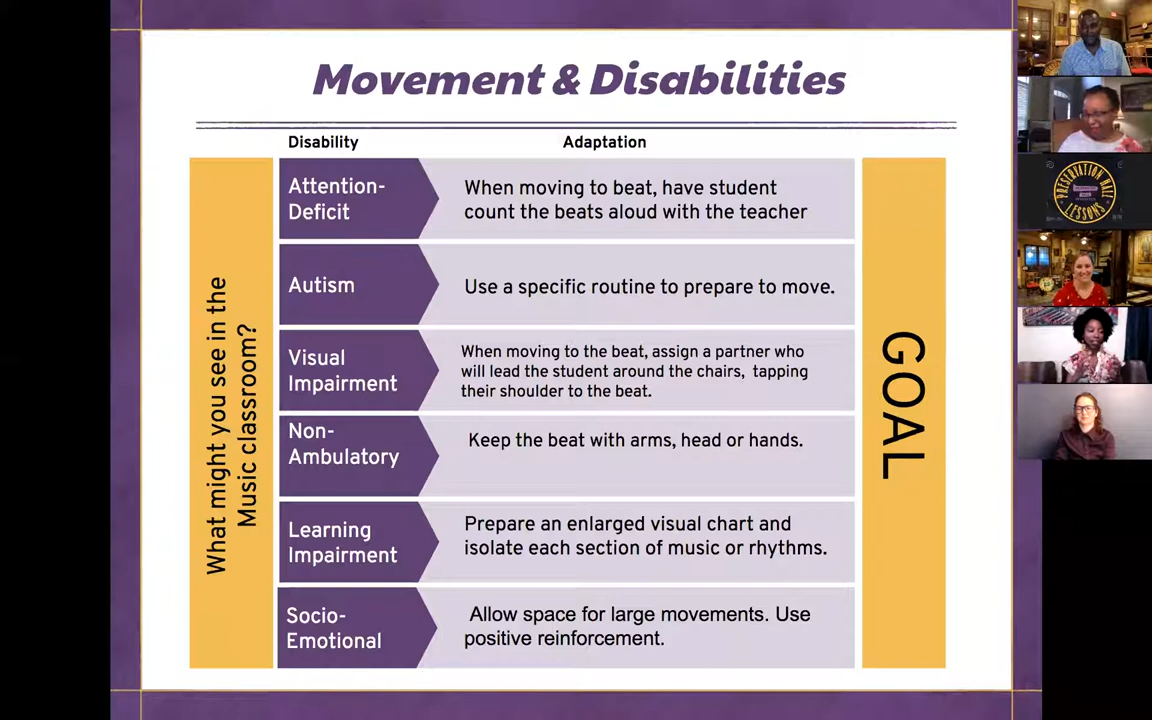 Movement & Disabilities
Disability
Adaptation
What might you see in the
Music classroom?
Attention-
Deficit
When moving to beat, have student
count the beats aloud with the teacher
Autism
Use a specific routine to prepare to move.
Visual
Impairment
When moving to the beat, assign a partner who
will lead the student around the chairs, tapping
their shoulder to the beat.
Non-
Ambulatory
Keep the beat with arms, head or hands.
Learning
Impairment
Prepare an enlarged visual chart and
isolate each section of music or rhythms.
Socio-
Emotional
Allow space for large movements. Use
positive reinforcement.
GOAL
PRESERVATION HALL
LESSONS